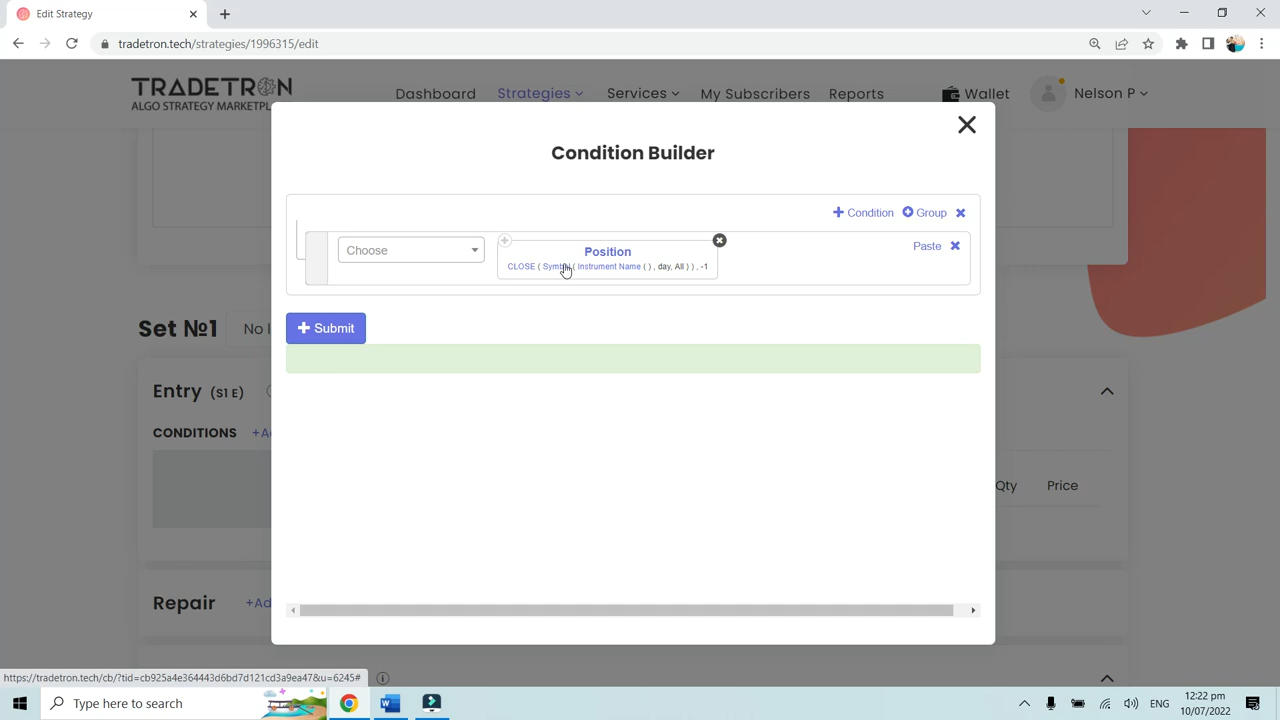 Edit Strategy
tradetron.tech/strategies/1996315/edit
TRADETRON
ALGO STRATEGY MARKETPL
Dashboard
Strategies
Services
My Subscribers
Reports
Wallet
Nelson P
Condition Builder
Condition
Group
Choose
Position
CLOSE ( Symbol ( Instrument Name ( ) , day, All ) ) , -1
Paste
Submit
Set №1
No l
Entry (S1 E)
CONDITIONS
+Ad
Qty
Price
Repair
+Ad
https://tradetron.tech/cb/?tid=cb925a4e364443d6bd7d121cd3a9ea47&u=6245#
Type here to search
ENG
12:22 pm
10/07/2022